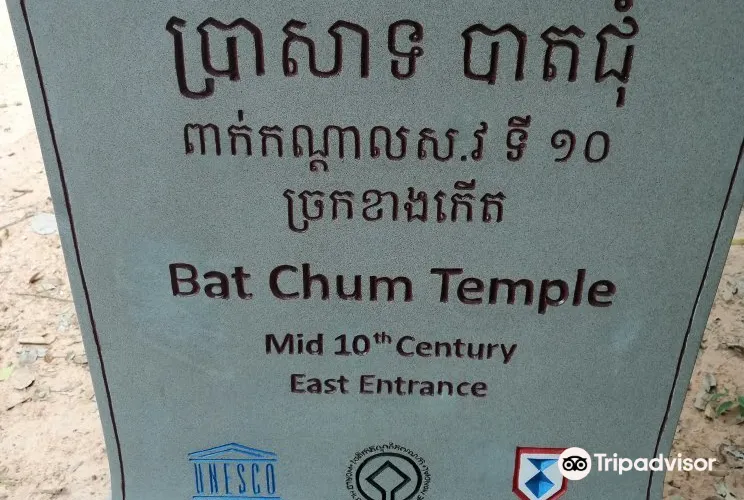 ប្រាសាទ បាតជុំ
ពាក់កណ្តាលស.វ ទី ១០
ច្រកខាងកើត
Bat Chum Temple
Mid 10th Century
East Entrance
UNESCO
Tripadvisor